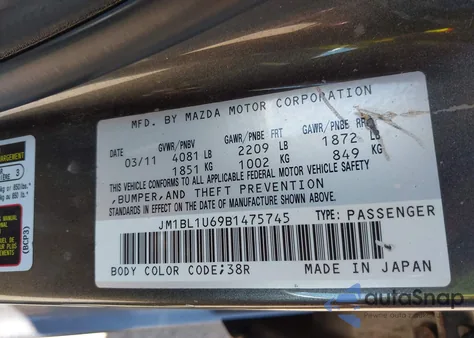 MFD. BY MAZDA MOTOR CORPORATION
DATE GVWR/PNBV GAWR/PNBE FRT GAWR/PNBE RR
03/11 4081 LB 2209 LB 1872 LB
1851 KG 1002 KG 849 KG
THIS VEHICLE CONFORMS TO ALL APPLICABLE FEDERAL MOTOR VEHICLE SAFETY,
BUMPER,AND THEFT PREVENTION
STANDARDS IN EFFECT ON THE DATE OF MANUFACTURE SHOWN ABOVE.
JM1BL1U69B1475745 TYPE: PASSENGER
BODY COLOR CODE;38R MADE IN JAPAN
CHARGEMENT
9
(BCP3)
autoSnap